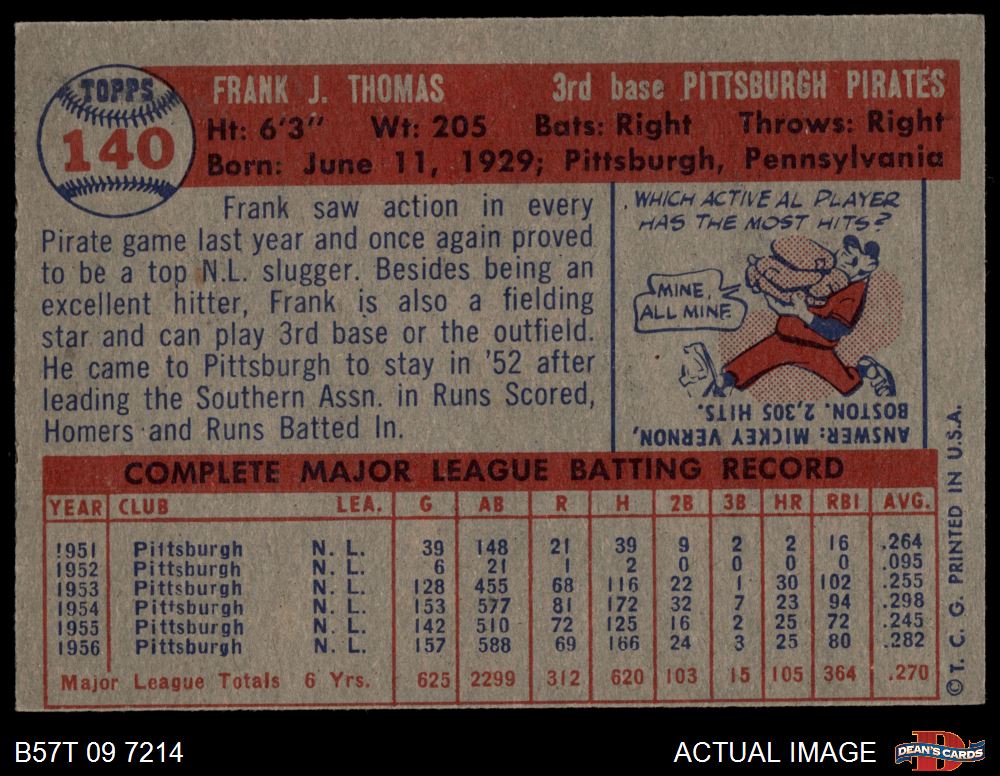 TOPPS
140
FRANK J. THOMAS 3rd base PITTSBURGH PIRATES
Ht: 6'3" Wt: 205 Bats: Right Throws: Right
Born: June 11, 1929; Pittsburgh, Pennsylvania
Frank saw action in every
Pirate game last year and once again proved
to be a top N.L. slugger. Besides being an
excellent hitter, Frank is also a fielding
star and can play 3rd base or the outfield.
He came to Pittsburgh to stay in '52 after
leading the Southern Assn. in Runs Scored,
Homers and Runs Batted In.
WHICH ACTIVE AL PLAYER
HAS THE MOST HITS?
MINE,
ALL MINE
ANSWER: MICKEY VERNON,
BOSTON. 2,305 HITS.
COMPLETE MAJOR LEAGUE BATTING RECORD
YEAR CLUB LEA. G AB R H 2B 3B HR RBI AVG.
1951 Pittsburgh N. L. 39 148 21 39 9 2 2 16 .264
1952 Pittsburgh N. L. 6 21 1 2 0 0 0 0 .095
1953 Pittsburgh N. L. 128 455 68 116 22 1 30 102 .255
1954 Pittsburgh N. L. 153 577 81 172 32 7 23 94 .298
1955 Pittsburgh N. L. 142 510 72 125 16 2 25 72 .245
1956 Pittsburgh N. L. 157 588 69 166 24 3 25 80 .282
Major League Totals 6 Yrs. 625 2299 312 620 103 15 105 364 .270
© T. C. G. PRINTED IN U.S.A.
B57T 09 7214
ACTUAL IMAGE
DEAN'S CARDS